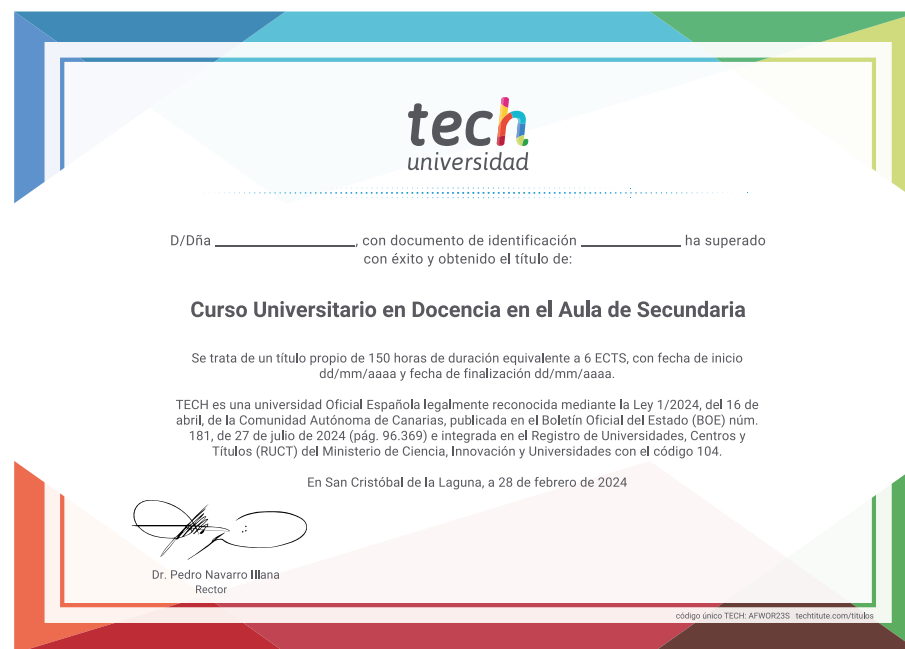 tech
universidad
D/Dña ____________, con documento de identificación ____________ ha superado
con éxito y obtenido el título de:
Curso Universitario en Docencia en el Aula de Secundaria
Se trata de un título propio de 150 horas de duración equivalente a 6 ECTS, con fecha de inicio
dd/mm/aaaa y fecha de finalización dd/mm/aaaa.
TECH es una universidad Oficial Española legalmente reconocida mediante la Ley 1/2024, del 16 de
abril, de la Comunidad Autónoma de Canarias, publicada en el Boletín Oficial del Estado (BOE) núm.
181, de 27 de julio de 2024 (pág. 96.369) e integrada en el Registro de Universidades, Centros y
Títulos (RUCT) del Ministerio de Ciencia, Innovación y Universidades con el código 104.
En San Cristóbal de la Laguna, a 28 de febrero de 2024
Dr. Pedro Navarro Illana
Rector
código único TECH: AFWOR23S techtitute.com/titulos